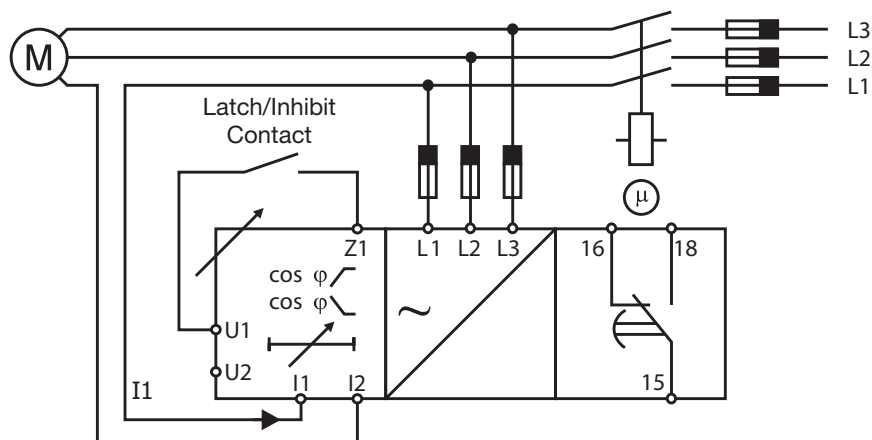 L3
M
L2
L1
Latch/Inhibit
Contact
μ
Z1 L1 L2 L3 16 18
cos φ
cos φ
~
U1
U2
I1 I1 I2 15